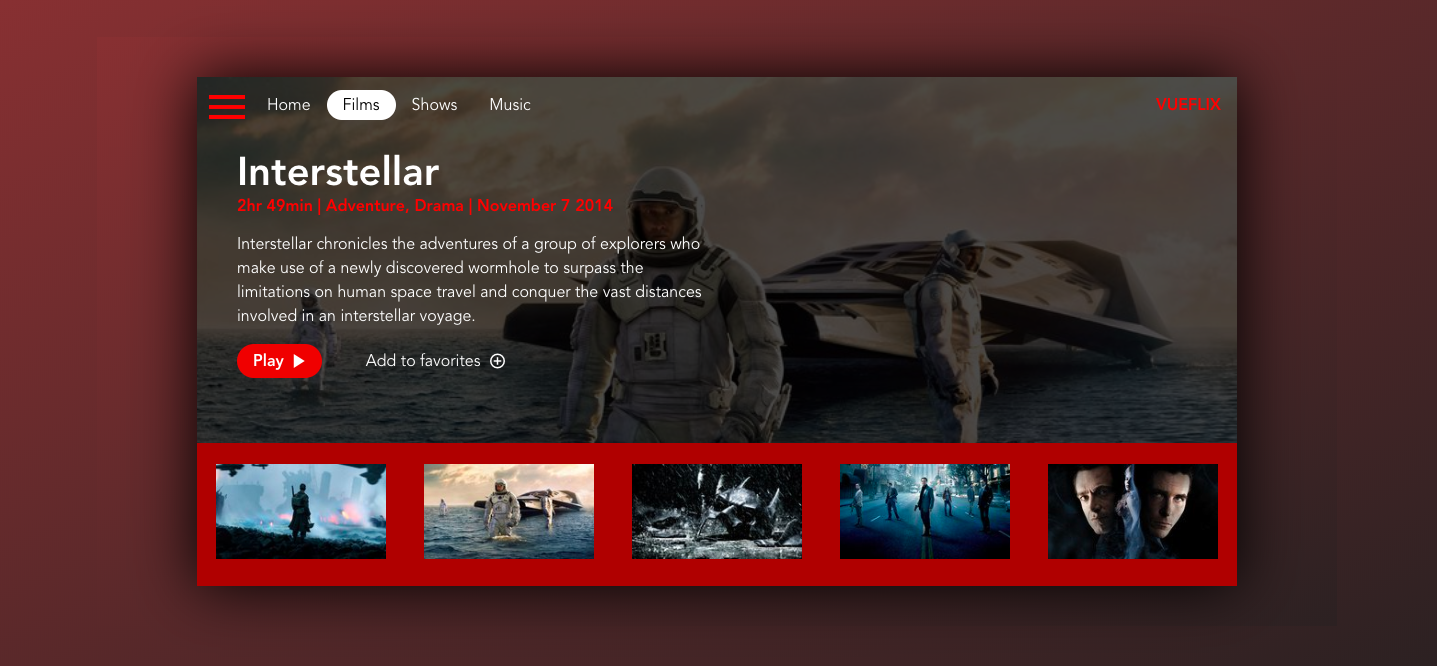 Home Films Shows Music VUEFLIX
Interstellar
2hr 49min | Adventure, Drama | November 7 2014
Interstellar chronicles the adventures of a group of explorers who
make use of a newly discovered wormhole to surpass the
limitations on human space travel and conquer the vast distances
involved in an interstellar voyage.
Play Add to favorites